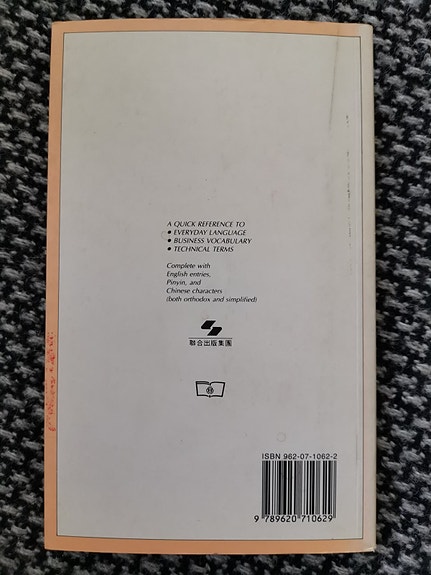 A QUICK REFERENCE TO
• EVERYDAY LANGUAGE
• BUSINESS VOCABULARY
• TECHNICAL TERMS
Complete with
English entries,
Pinyin, and
Chinese characters
(both orthodox and simplified)
聯合出版集團
ISBN 962-07-1062-2
9 789620 710629